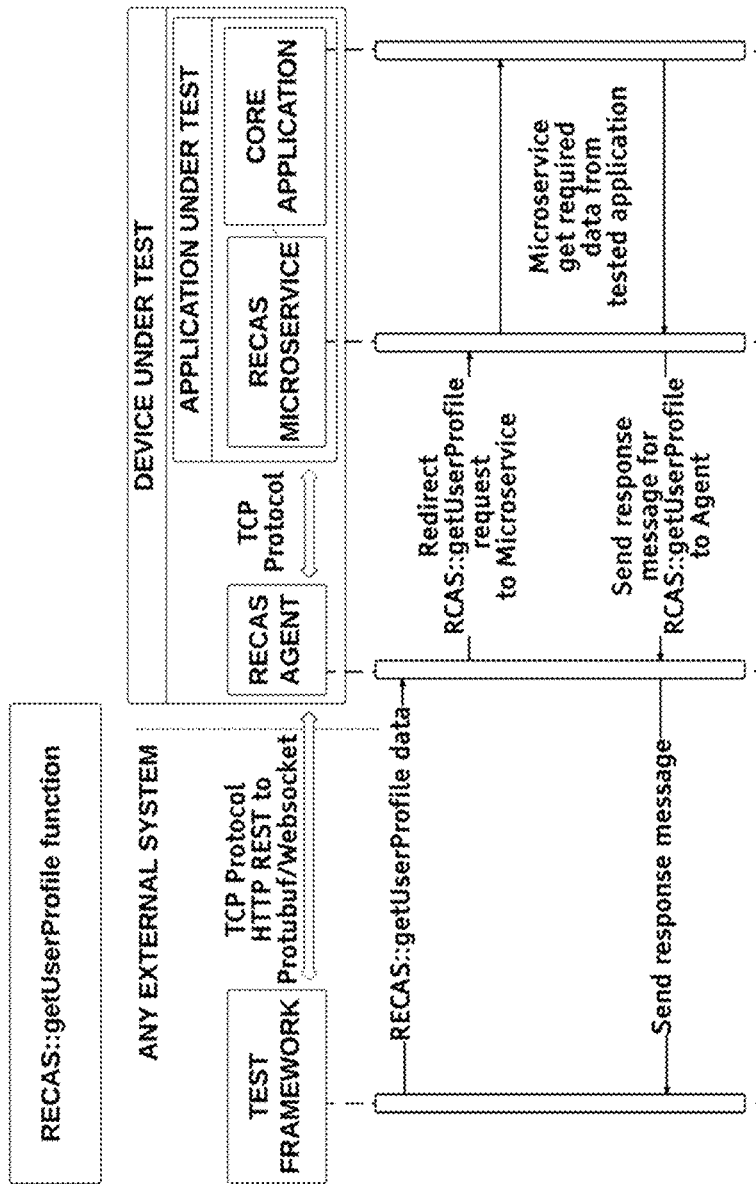 RECAS::getUserProfile function
ANY EXTERNAL SYSTEM
DEVICE UNDER TEST
APPLICATION UNDER TEST
TEST
FRAMEWORK
TCP Protocol
HTTP REST to
Protubuf/Websocket
RECAS
AGENT
TCP
Protocol
RECAS
MICROSERVICE
CORE
APPLICATION
RECAS::getUserProfile data
Redirect
RCAS::getUserProfile
request
to Microservice
Microservice
get required
data from
tested application
Send response
message for
RCAS::getUserProfile
to Agent
Send response message